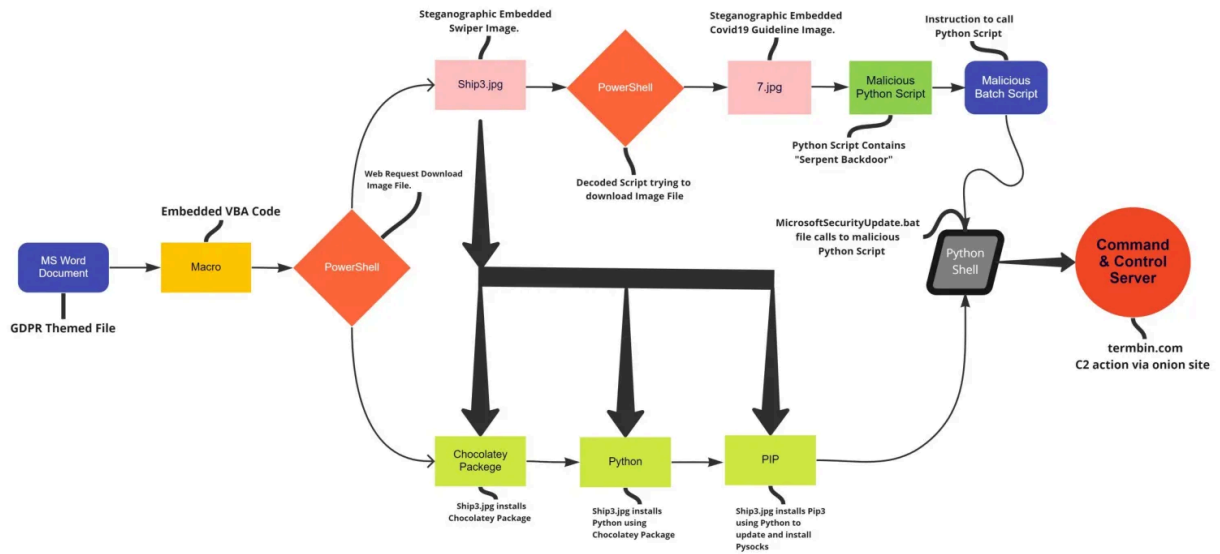 Steganographic Embedded
Swiper Image.
Steganographic Embedded
Covid19 Guideline Image.
Instruction to call
Python Script
Ship3.jpg
PowerShell
7.jpg
Malicious
Python Script
Malicious
Batch Script
Python Script Contains
"Serpent Backdoor"
Web Request Download
Image File.
Decoded Script trying to
download Image File
Embedded VBA Code
MicrosoftSecurityUpdate.bat
file calls to malicious
Python Script
MS Word
Document
Macro
PowerShell
Python
Shell
Command
& Control
Server
GDPR Themed File
termbin.com
C2 action via onion site
Chocolatey
Packege
Python
PIP
Ship3.jpg installs
Chocolatey Package
Ship3.jpg installs
Python using
Chocolatey Package
Ship3.jpg installs Pip3
using Python to
update and install
Pysocks